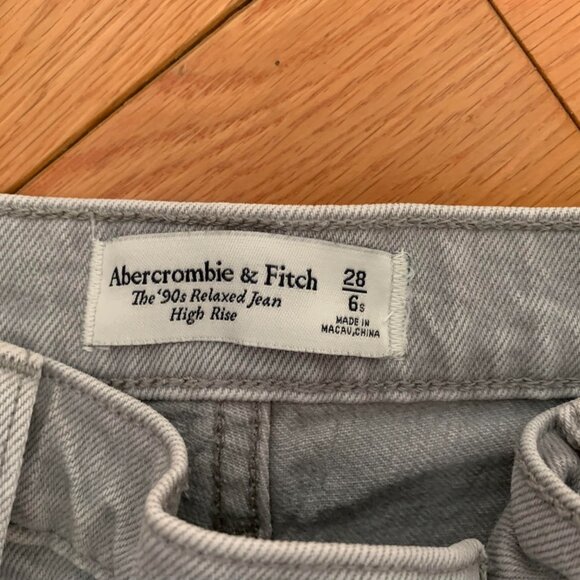 Abercrombie & Fitch
The '90s Relaxed Jean
High Rise
28
6s
MADE IN
MACAU, CHINA